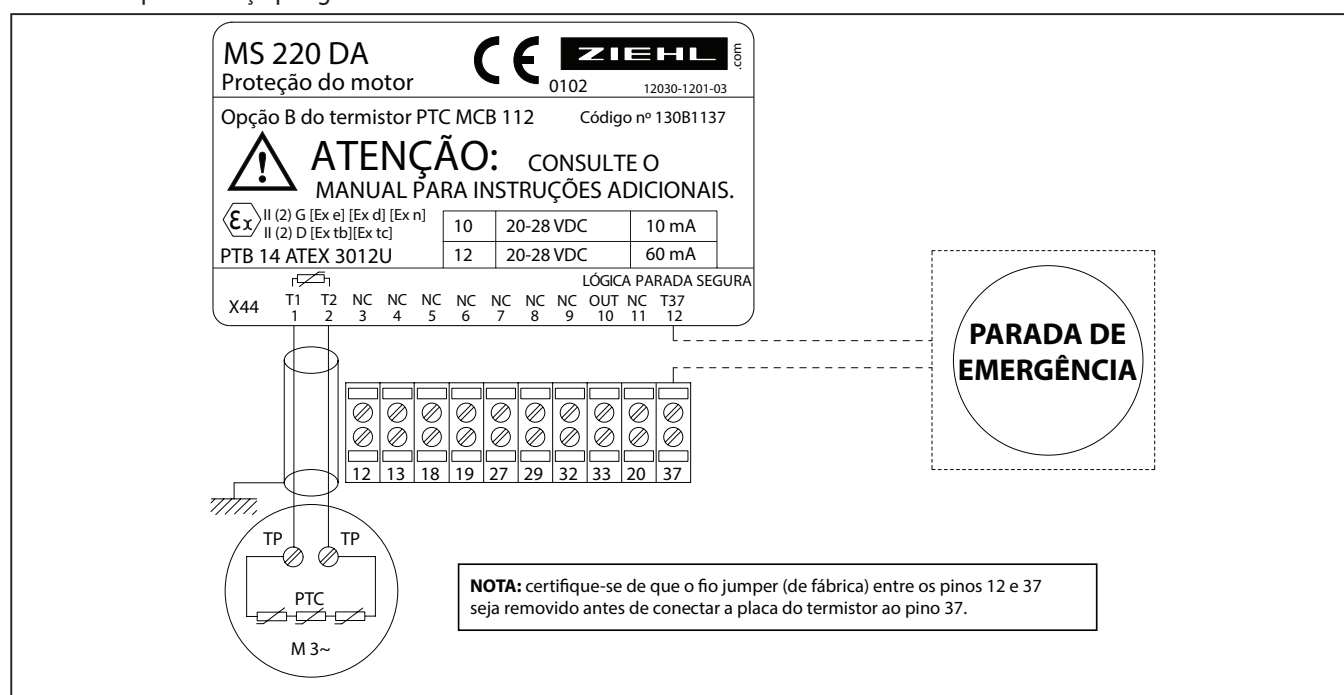 MS 220 DA
Proteção do motor
CE
0102
ZIEHL
.com
12030-1201-03
Opção B do termistor PTC MCB 112
Código nº 130B1137
ATENÇÃO: CONSULTE O
MANUAL PARA INSTRUÇÕES ADICIONAIS.
Ex
II (2) G [Ex e] [Ex d] [Ex n]
II (2) D [Ex tb][Ex tc]
PTB 14 ATEX 3012U
10 20-28 VDC 10 mA
12 20-28 VDC 60 mA
LÓGICA PARADA SEGURA
X44
T1 T2 NC NC NC NC NC NC NC OUT NC T37
1 2 3 4 5 6 7 8 9 10 11 12
PARADA DE
EMERGÊNCIA
12 13 18 19 27 29 32 33 20 37
TP TP
PTC
M 3~
NOTA: certifique-se de que o fio jumper (de fábrica) entre os pinos 12 e 37
seja removido antes de conectar a placa do termistor ao pino 37.